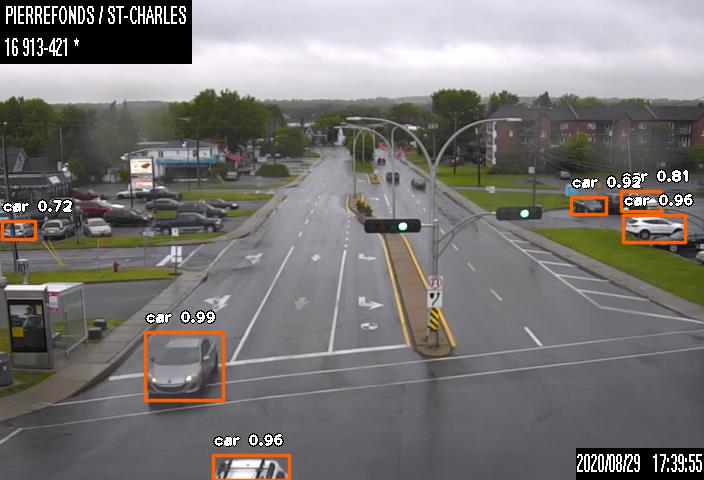 PIERREFONDS / ST-CHARLES
16 913-421 *
car 0.92
car 0.81
car 0.72
car 0.96
car 0.99
car 0.96
2020/08/29 17:39:55